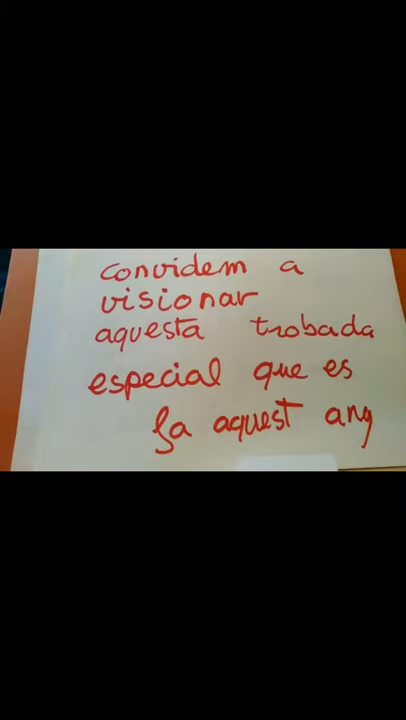 convidem a
visionar
aquesta trobada
especial que es
fa aquest any